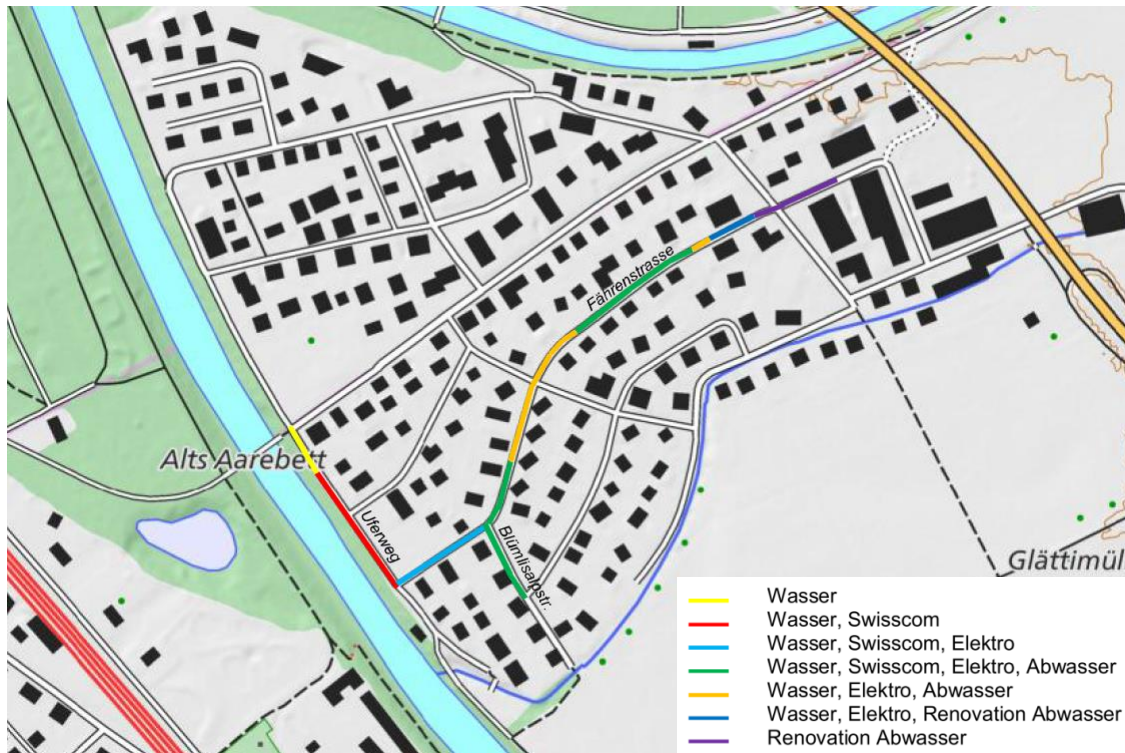 Fährenstrasse
Alts Aarebett
Uferweg
Blümlisalpstr.
Glättimül
Wasser
Wasser, Swisscom
Wasser, Swisscom, Elektro
Wasser, Swisscom, Elektro, Abwasser
Wasser, Elektro, Abwasser
Wasser, Elektro, Renovation Abwasser
Renovation Abwasser